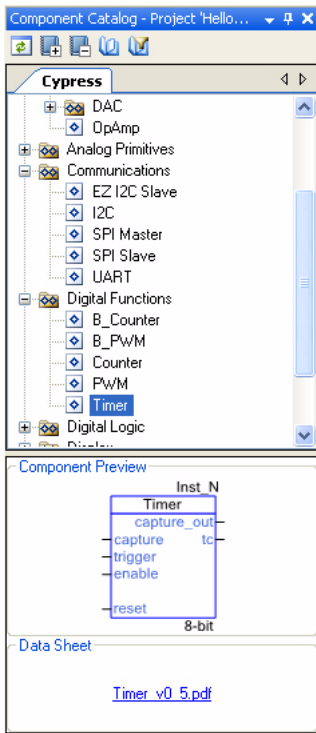 Component Catalog - Project 'Hello...
Cypress
DAC
OpAmp
Analog Primitives
Communications
EZ I2C Slave
I2C
SPI Master
SPI Slave
UART
Digital Functions
B_Counter
B_PWM
Counter
PWM
Timer
Digital Logic
Display
Component Preview
Inst_N
Timer
capture_out
capture tc
trigger
enable
reset
8-bit
Data Sheet
Timer_v0_5.pdf